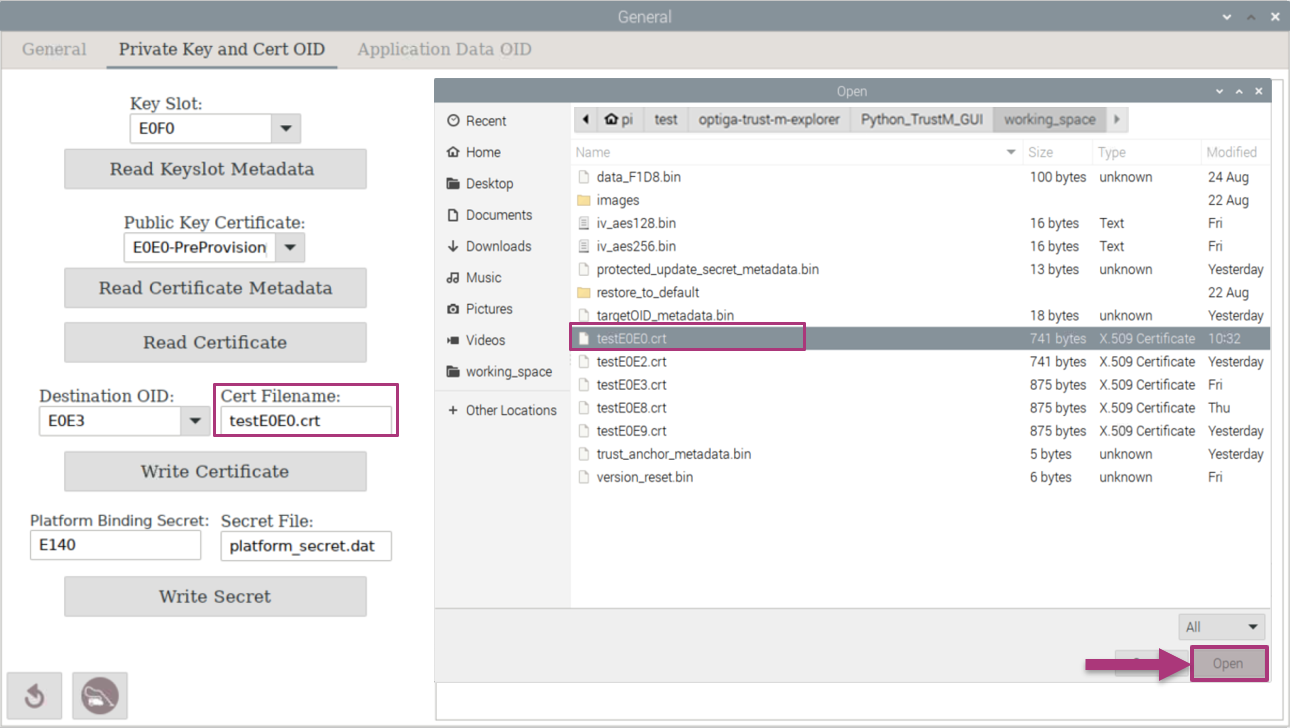 General
General Private Key and Cert OID Application Data OID
Key Slot:
E0F0
Read Keyslot Metadata
Public Key Certificate:
E0E0-PreProvision
Read Certificate Metadata
Read Certificate
Destination OID: Cert Filename:
E0E3 testE0E0.crt
Write Certificate
Platform Binding Secret: Secret File:
E140 platform_secret.dat
Write Secret
Open
Recent
Home
Desktop
Documents
Downloads
Music
Pictures
Videos
working_space
+ Other Locations
pi test optiga-trust-m-explorer Python_TrustM_GUI working_space
Name Size Type Modified
data_F1D8.bin 100 bytes unknown 24 Aug
images 22 Aug
iv_aes128.bin 16 bytes Text Fri
iv_aes256.bin 16 bytes Text Fri
protected_update_secret_metadata.bin 13 bytes unknown Yesterday
restore_to_default 22 Aug
targetOID_metadata.bin 18 bytes unknown Yesterday
testE0E0.crt 741 bytes X.509 Certificate 10:32
testE0E2.crt 741 bytes X.509 Certificate Yesterday
testE0E3.crt 875 bytes X.509 Certificate Fri
testE0E8.crt 875 bytes X.509 Certificate Thu
testE0E9.crt 875 bytes X.509 Certificate Yesterday
trust_anchor_metadata.bin 5 bytes unknown Yesterday
version_reset.bin 6 bytes unknown Fri
All
Open